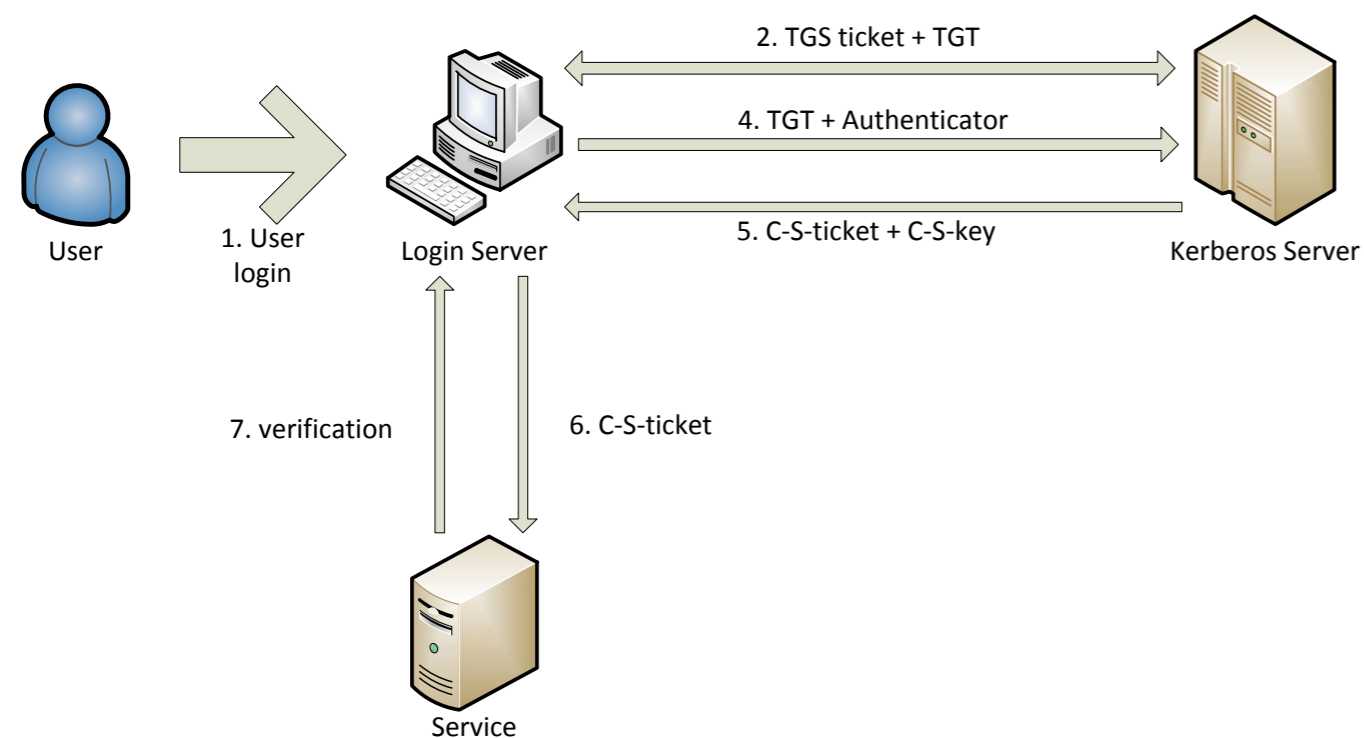 2. TGS ticket + TGT
4. TGT + Authenticator
5. C-S-ticket + C-S-key
User
1. User
login
Login Server
Kerberos Server
7. verification
6. C-S-ticket
Service